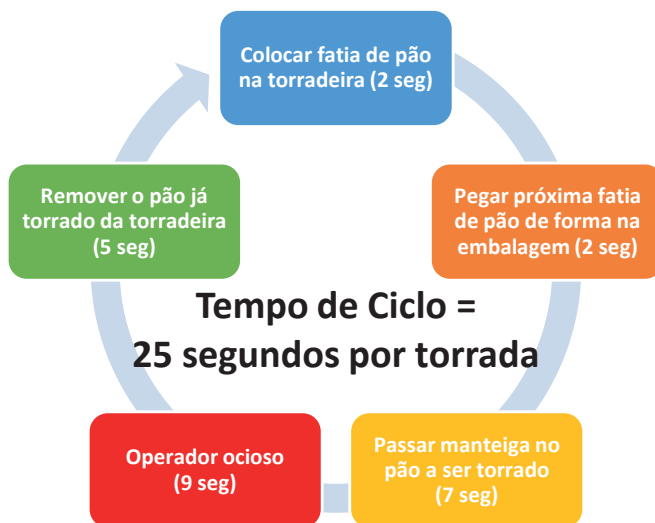 Colocar fatia de pão
na torradeira (2 seg)
Pegar próxima fatia
de pão de forma na
embalagem (2 seg)
Passar manteiga no
pão a ser torrado
(7 seg)
Operador ocioso
(9 seg)
Remover o pão já
torrado da torradeira
(5 seg)
Tempo de Ciclo =
25 segundos por torrada